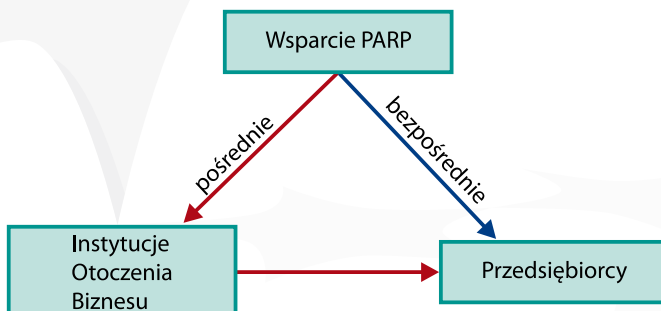 Wsparcie PARP
pośrednie
bezpośrednie
Instytucje
Otoczenia
Biznesu
Przedsiębiorcy